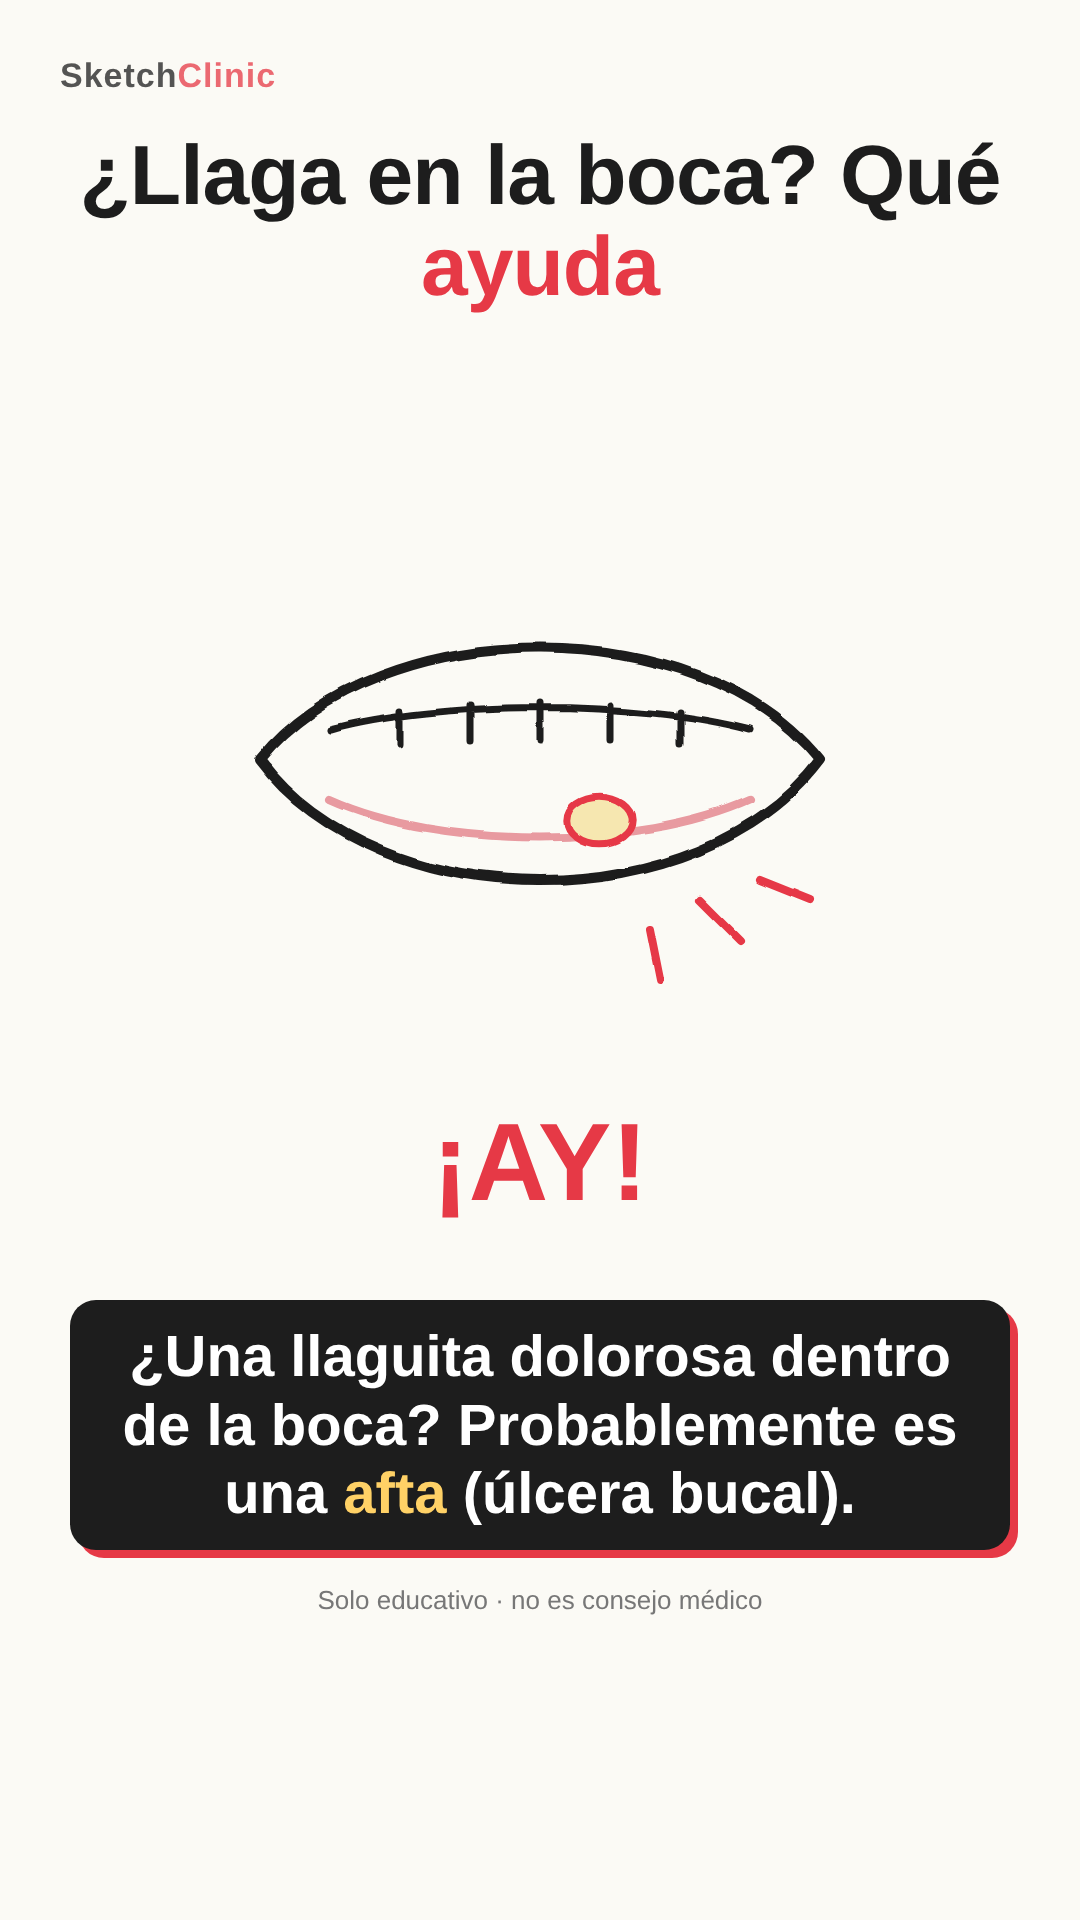 SketchClinic
¿Llaga en la boca? Qué
ayuda
¡AY!
¿Una llaguita dolorosa dentro
de la boca? Probablemente es
una afta (úlcera bucal).
Solo educativo · no es consejo médico